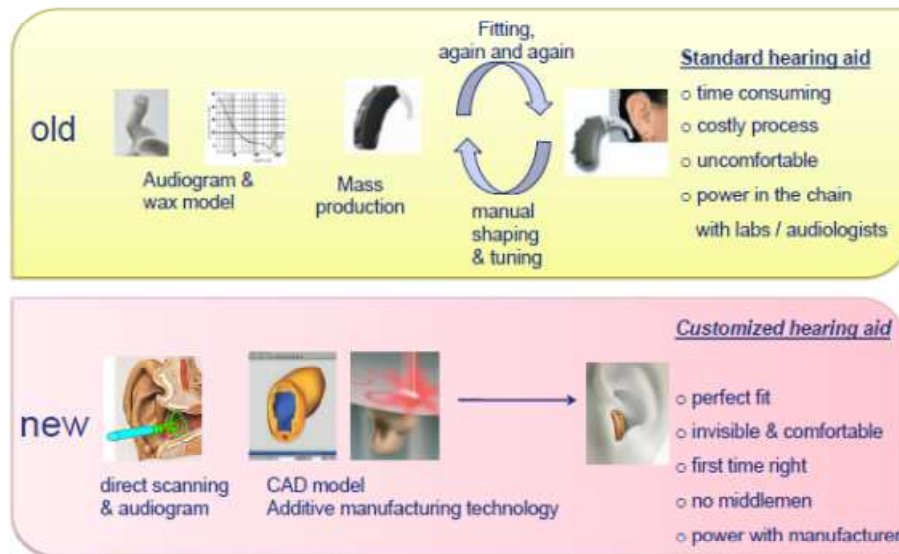 old
Audiogram &
wax model
Mass
production
Fitting,
again and again
manual
shaping
& tuning
Standard hearing aid
o time consuming
o costly process
o uncomfortable
o power in the chain
with labs / audiologists
new
direct scanning
& audiogram
CAD model
Additive manufacturing technology
Customized hearing aid
o perfect fit
o invisible & comfortable
o first time right
o no middlemen
o power with manufacturer